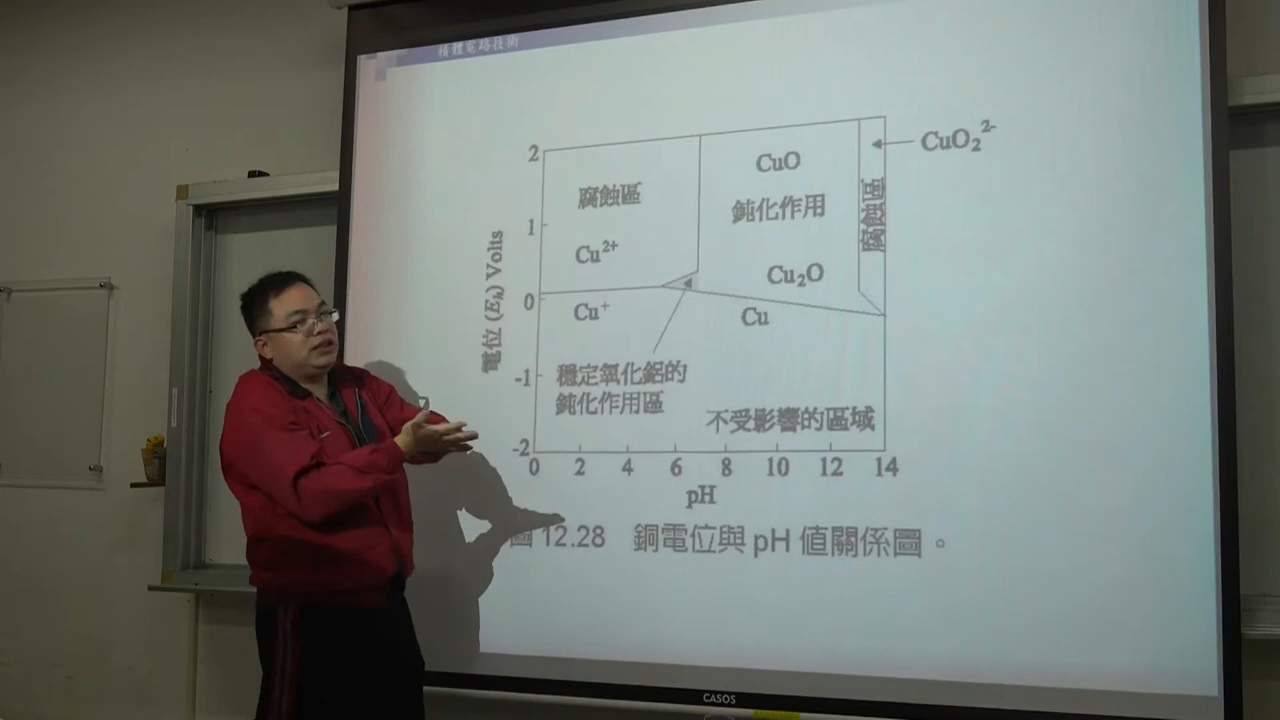 積體電路技術
2
1
0
-1
-2
電位 (Eh) Volts
腐蝕區
Cu2+
Cu+
CuO
鈍化作用
Cu2O
Cu
腐蝕區
CuO2 2-
穩定氧化鋁的
鈍化作用區
不受影響的區域
0 2 4 6 8 10 12 14
pH
圖 12.28 銅電位與 pH 值關係圖。
CASOS